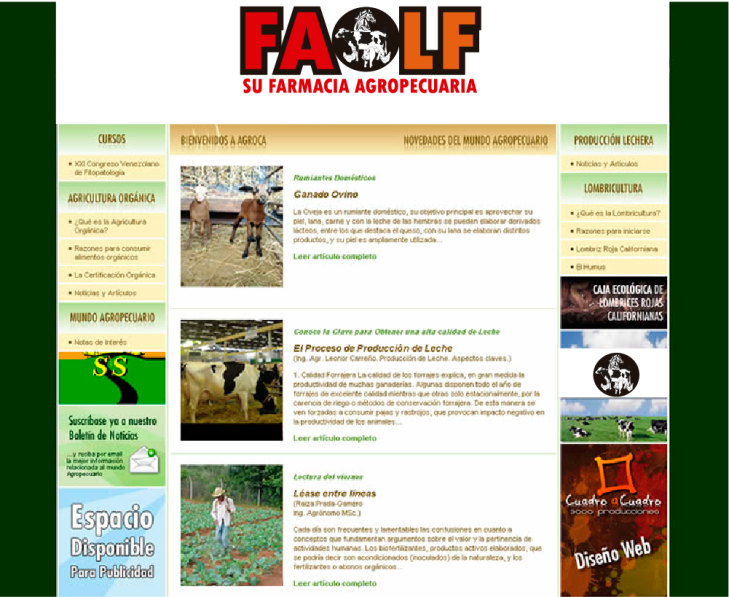 FAOLF
SU FARMACIA AGROPECUARIA
CURSOS
XXI Congreso Venezolano
de Fitopatología
AGRICULTURA ORGÁNICA
¿Qué es la Agricultura
Orgánica?
Razones para consumir
alimentos orgánicos
La Certificación Orgánica
Noticias y Artículos
MUNDO AGROPECUARIO
Notas de Interés
S S
Suscríbase ya a nuestro
Boletín de Noticias
...y reciba por email
la mejor información
relacionada al mundo
Agropecuario
Espacio
Disponible
Para Publicidad
BIENVENIDOS A AGROCA
NOVEDADES DEL MUNDO AGROPECUARIO
Rumiantes Domésticos
Ganado Ovino
La Oveja es un rumiante doméstico, su objetivo principal es aprovechar su
piel, lana, carne y con la leche de las hembras se pueden elaborar derivados
lácteos, entre los que destaca el queso, con su lana se elaboran distintos
productos, y su piel es ampliamente utilizada...
Leer artículo completo
Conoce la Clave para Obtener una alta calidad de Leche
El Proceso de Producción de Leche
(Ing. Agr. Leonor Carreño. Producción de Leche. Aspectos claves.)
1. Calidad Forrajera La calidad de los forrajes explica, en gran medida la
productividad de muchas ganaderías. Algunas disponen todo el año de
forrajes de excelente calidad mientras que otras solo estacionalmente, por la
carencia de riego o métodos de conservación forrajera. De esta manera se
ven forzadas a consumir pajas y rastrojos, que provocan impacto negativo en
la productividad de los animales....
Leer artículo completo
Lectura del viernes
Léase entre líneas
(Raiza Prada-Gamero
Ing. Agrónomo MSc.)
Cada día son frecuentes y lamentables las confusiones en cuanto a
conceptos que fundamentan argumentos sobre el valor y la pertinencia de
actividades humanas. Los biofertilizantes, productos activos elaborados, que
se podría decir son acondicionados (inoculados) de la naturaleza, y los
fertilizantes o abonos orgánicos...
Leer artículo completo
PRODUCCIÓN LECHERA
Noticias y Artículos
LOMBRICULTURA
¿Qué es la Lombricultura?
Razones para iniciarse
Lombriz Roja Californiana
El Humus
CAJA ECOLÓGICA DE
LOMBRICES ROJAS
CALIFORNIANAS
Cuadro a Cuadro
producciones
Diseño Web